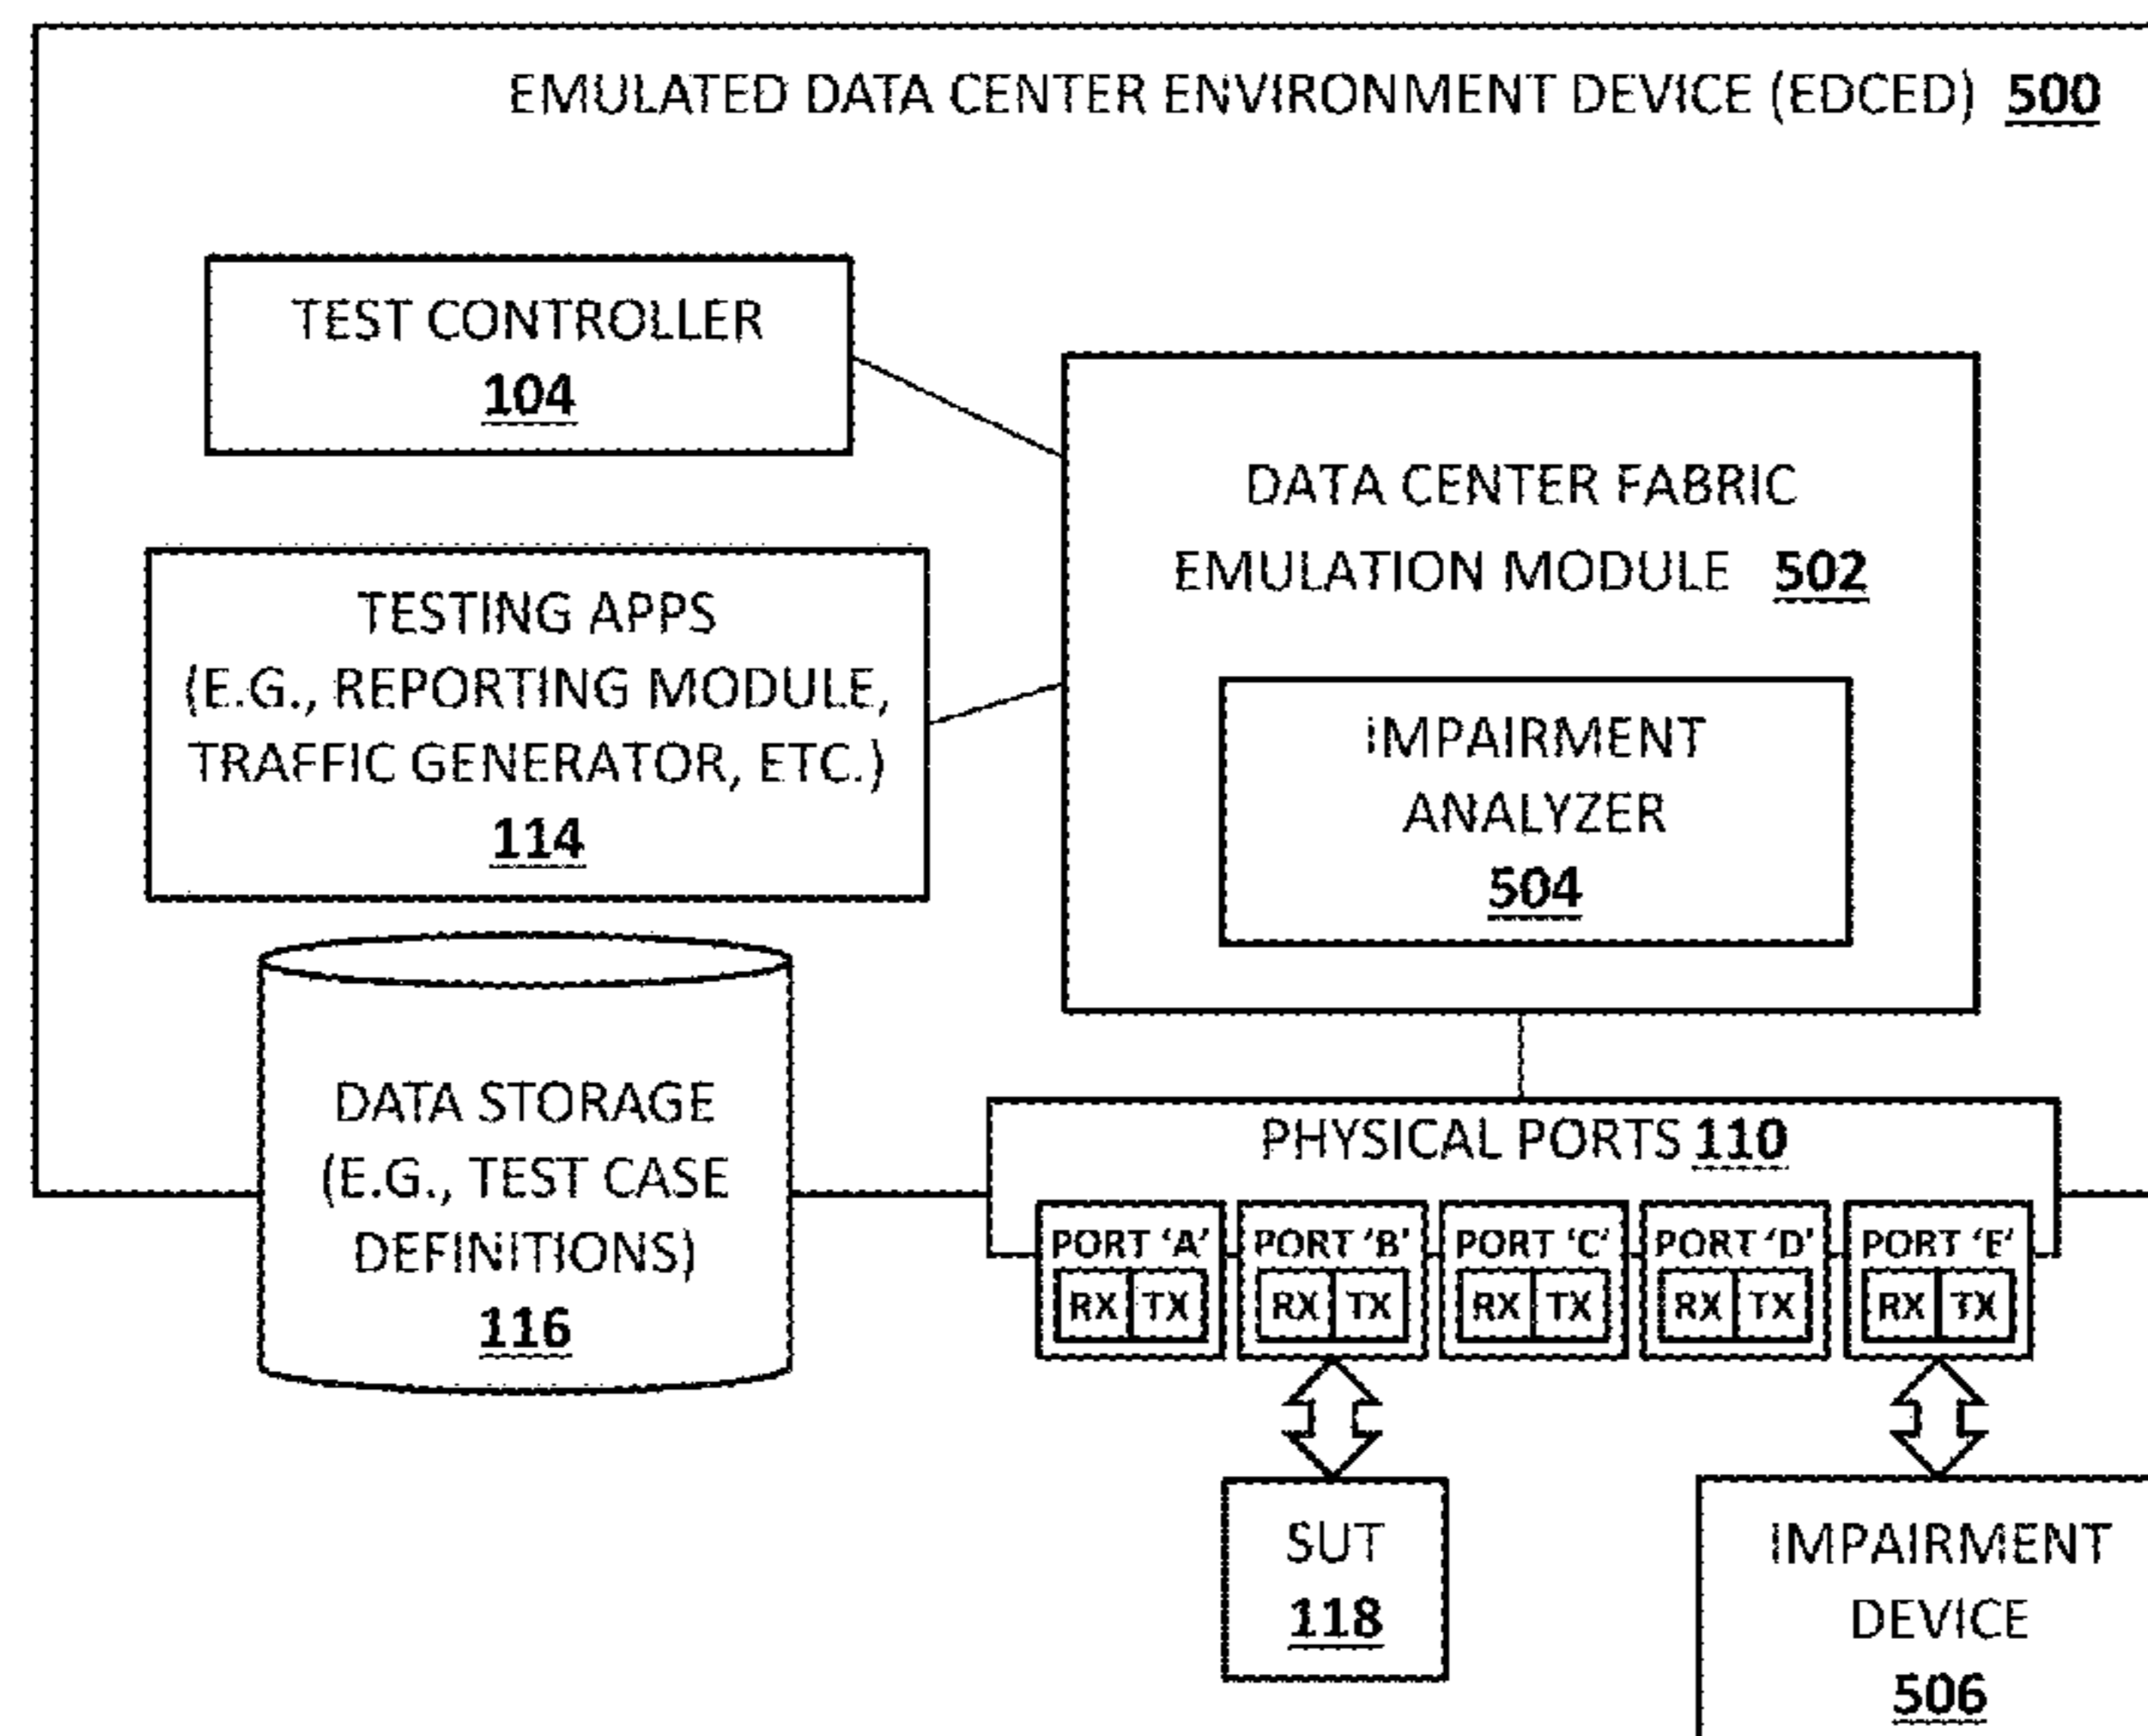 EMULATED DATA CENTER ENVIRONMENT DEVICE (EDCED) 500
TEST CONTROLLER
104
DATA CENTER FABRIC
EMULATION MODULE 502
TESTING APPS
(E.G., REPORTING MODULE,
TRAFFIC GENERATOR, ETC.)
114
IMPAIRMENT
ANALYZER
504
DATA STORAGE
(E.G., TEST CASE
DEFINITIONS)
116
PHYSICAL PORTS 110
PORT ‘A’ PORT ‘B’ PORT ‘C’ PORT ‘D’ PORT ‘E’
RX TX RX TX RX TX RX TX RX TX
SUT
118
IMPAIRMENT
DEVICE
506